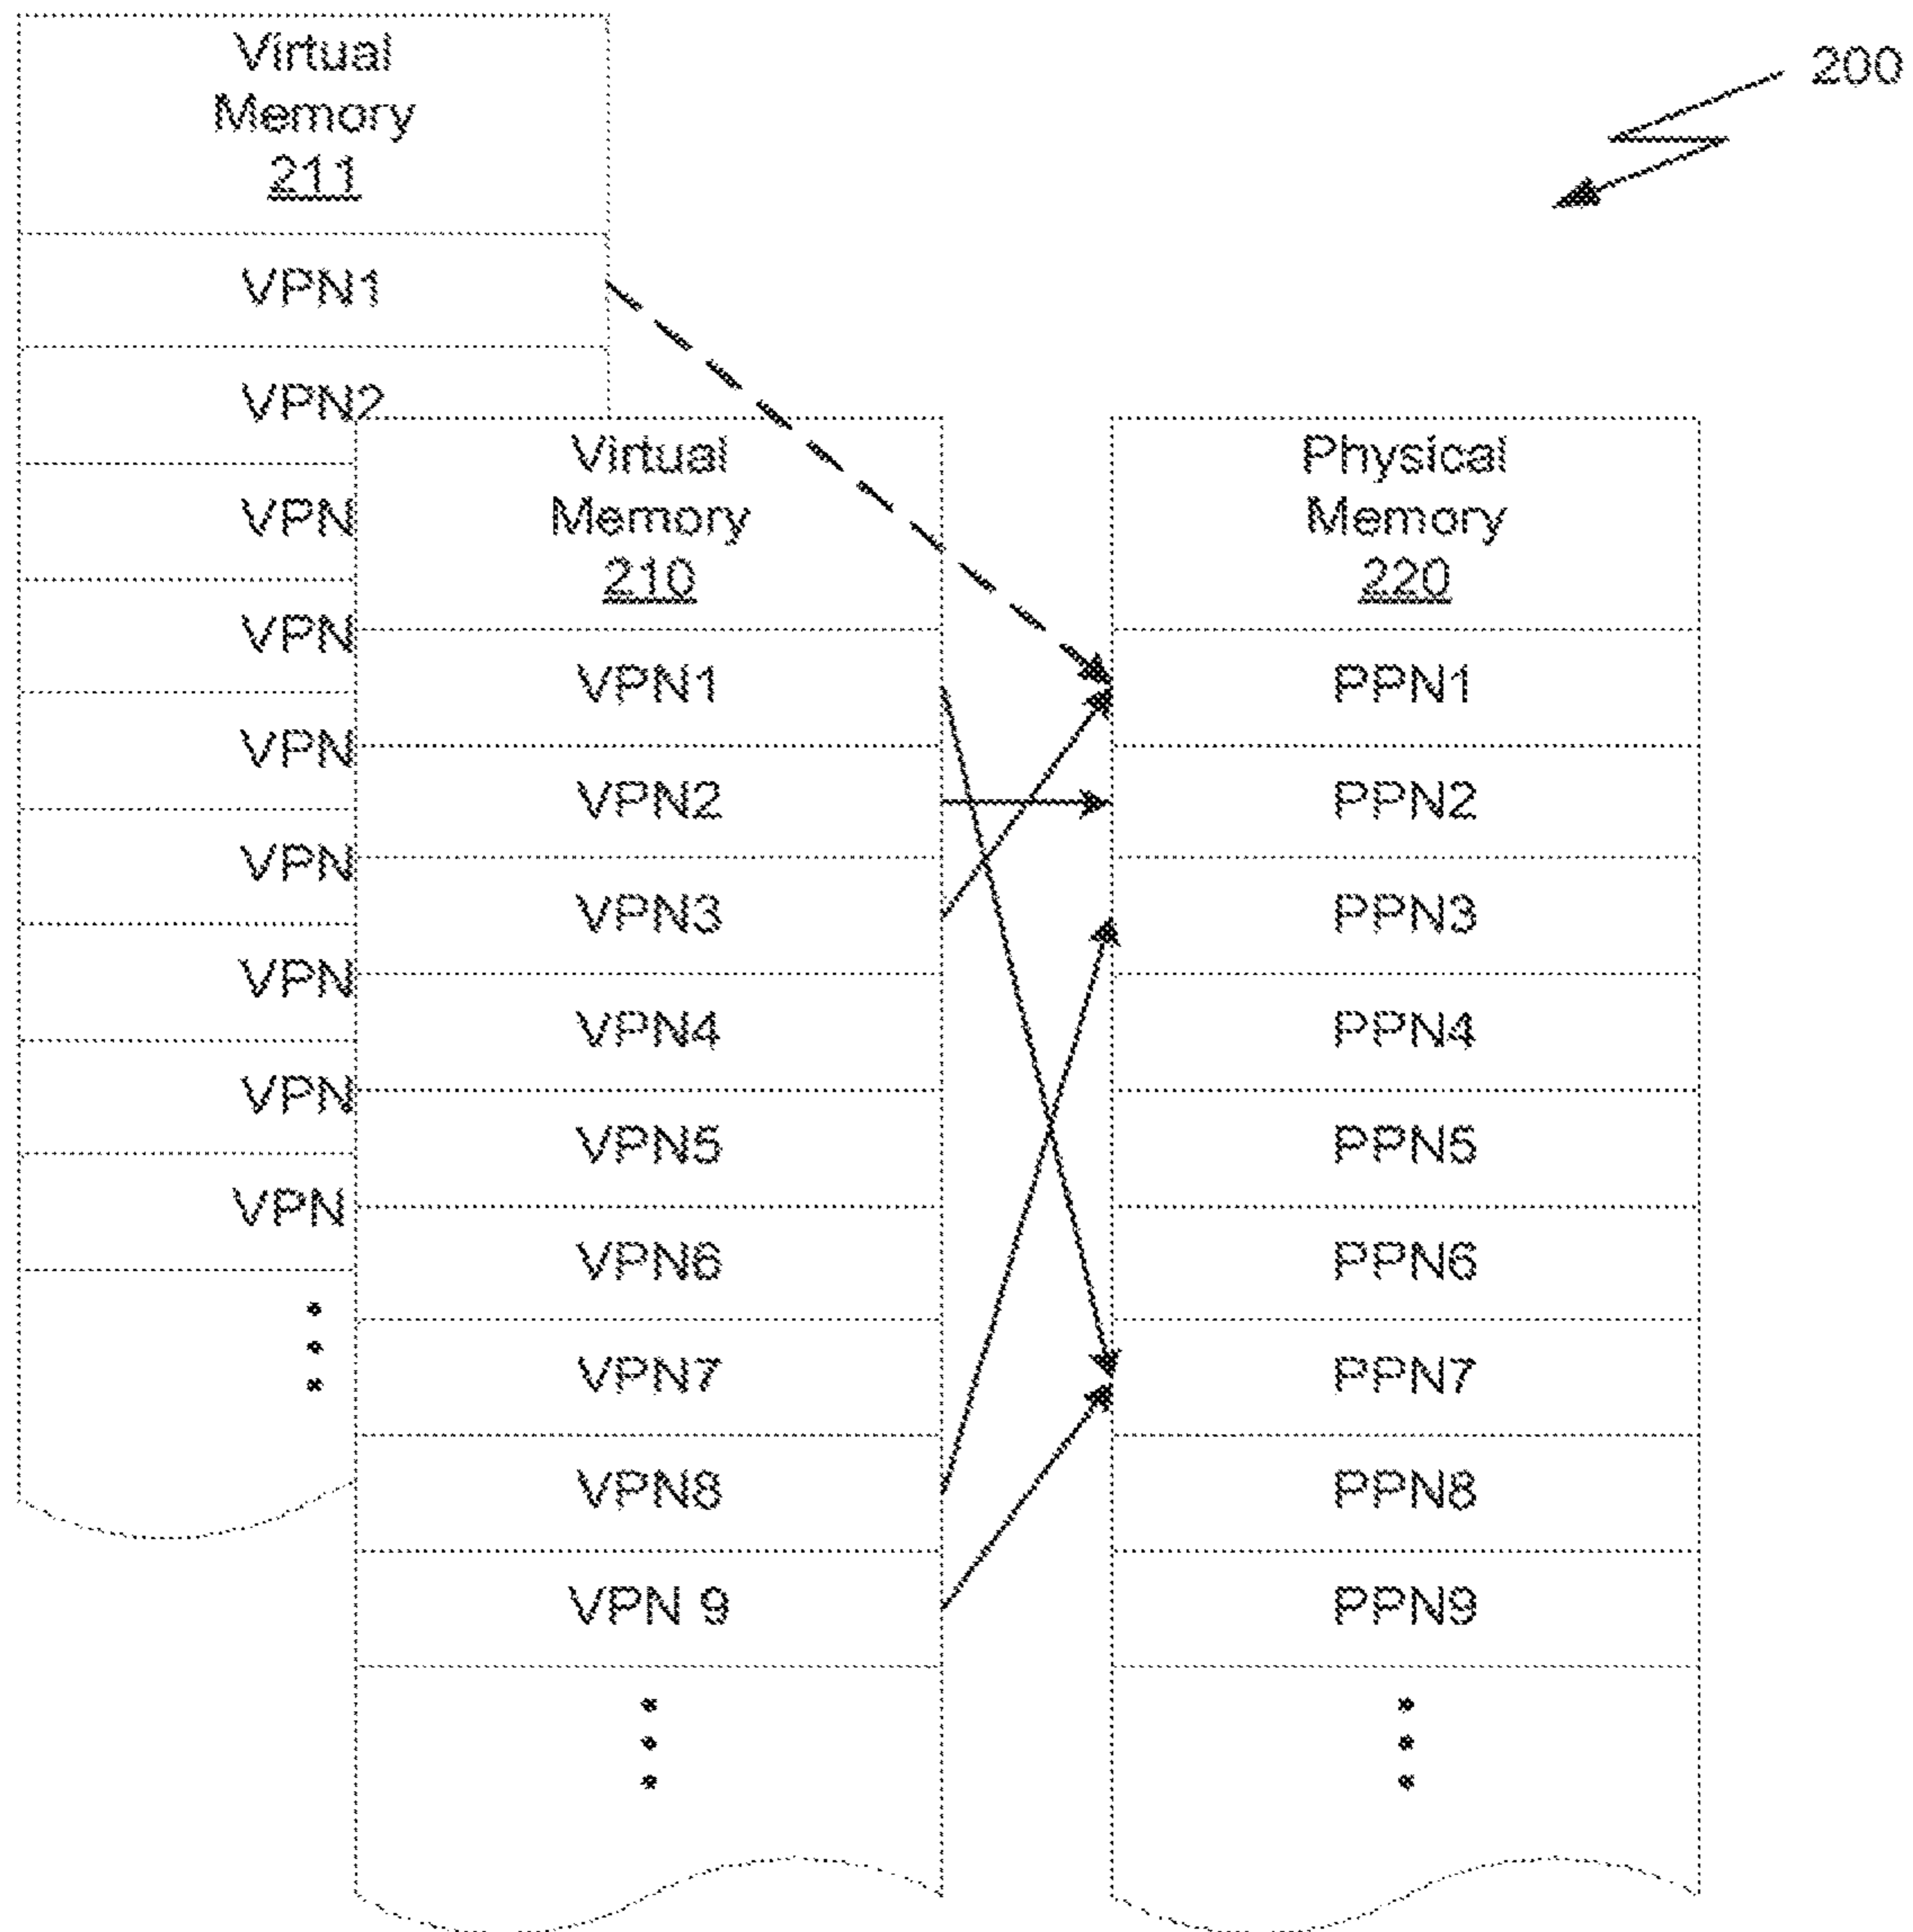 200
Virtual
Memory
211
VPN1
VPN2
VPN
VPN
VPN
VPN
VPN
VPN
VPN
Virtual
Memory
210
VPN1
VPN2
VPN3
VPN4
VPN5
VPN6
VPN7
VPN8
VPN 9
Physical
Memory
220
PPN1
PPN2
PPN3
PPN4
PPN5
PPN6
PPN7
PPN8
PPN9